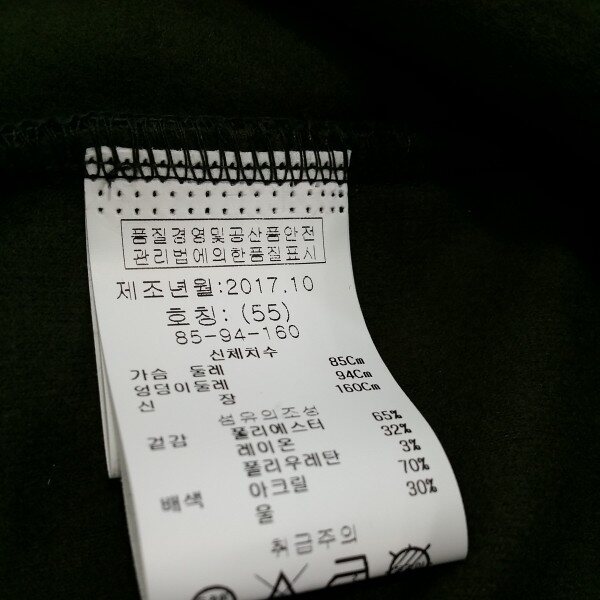 품질경영및공산품안전
관리법에의한품질표시
제조년월:2017.10
호칭: (55)
85-94-160
신체치수
가슴 둘레 85Cm
엉덩이둘레 94Cm
신 장 160Cm
섬유의조성
겉감 폴리에스터 65%
레이온 32%
폴리우레탄 3%
배색 아크릴 70%
울 30%
취급주의